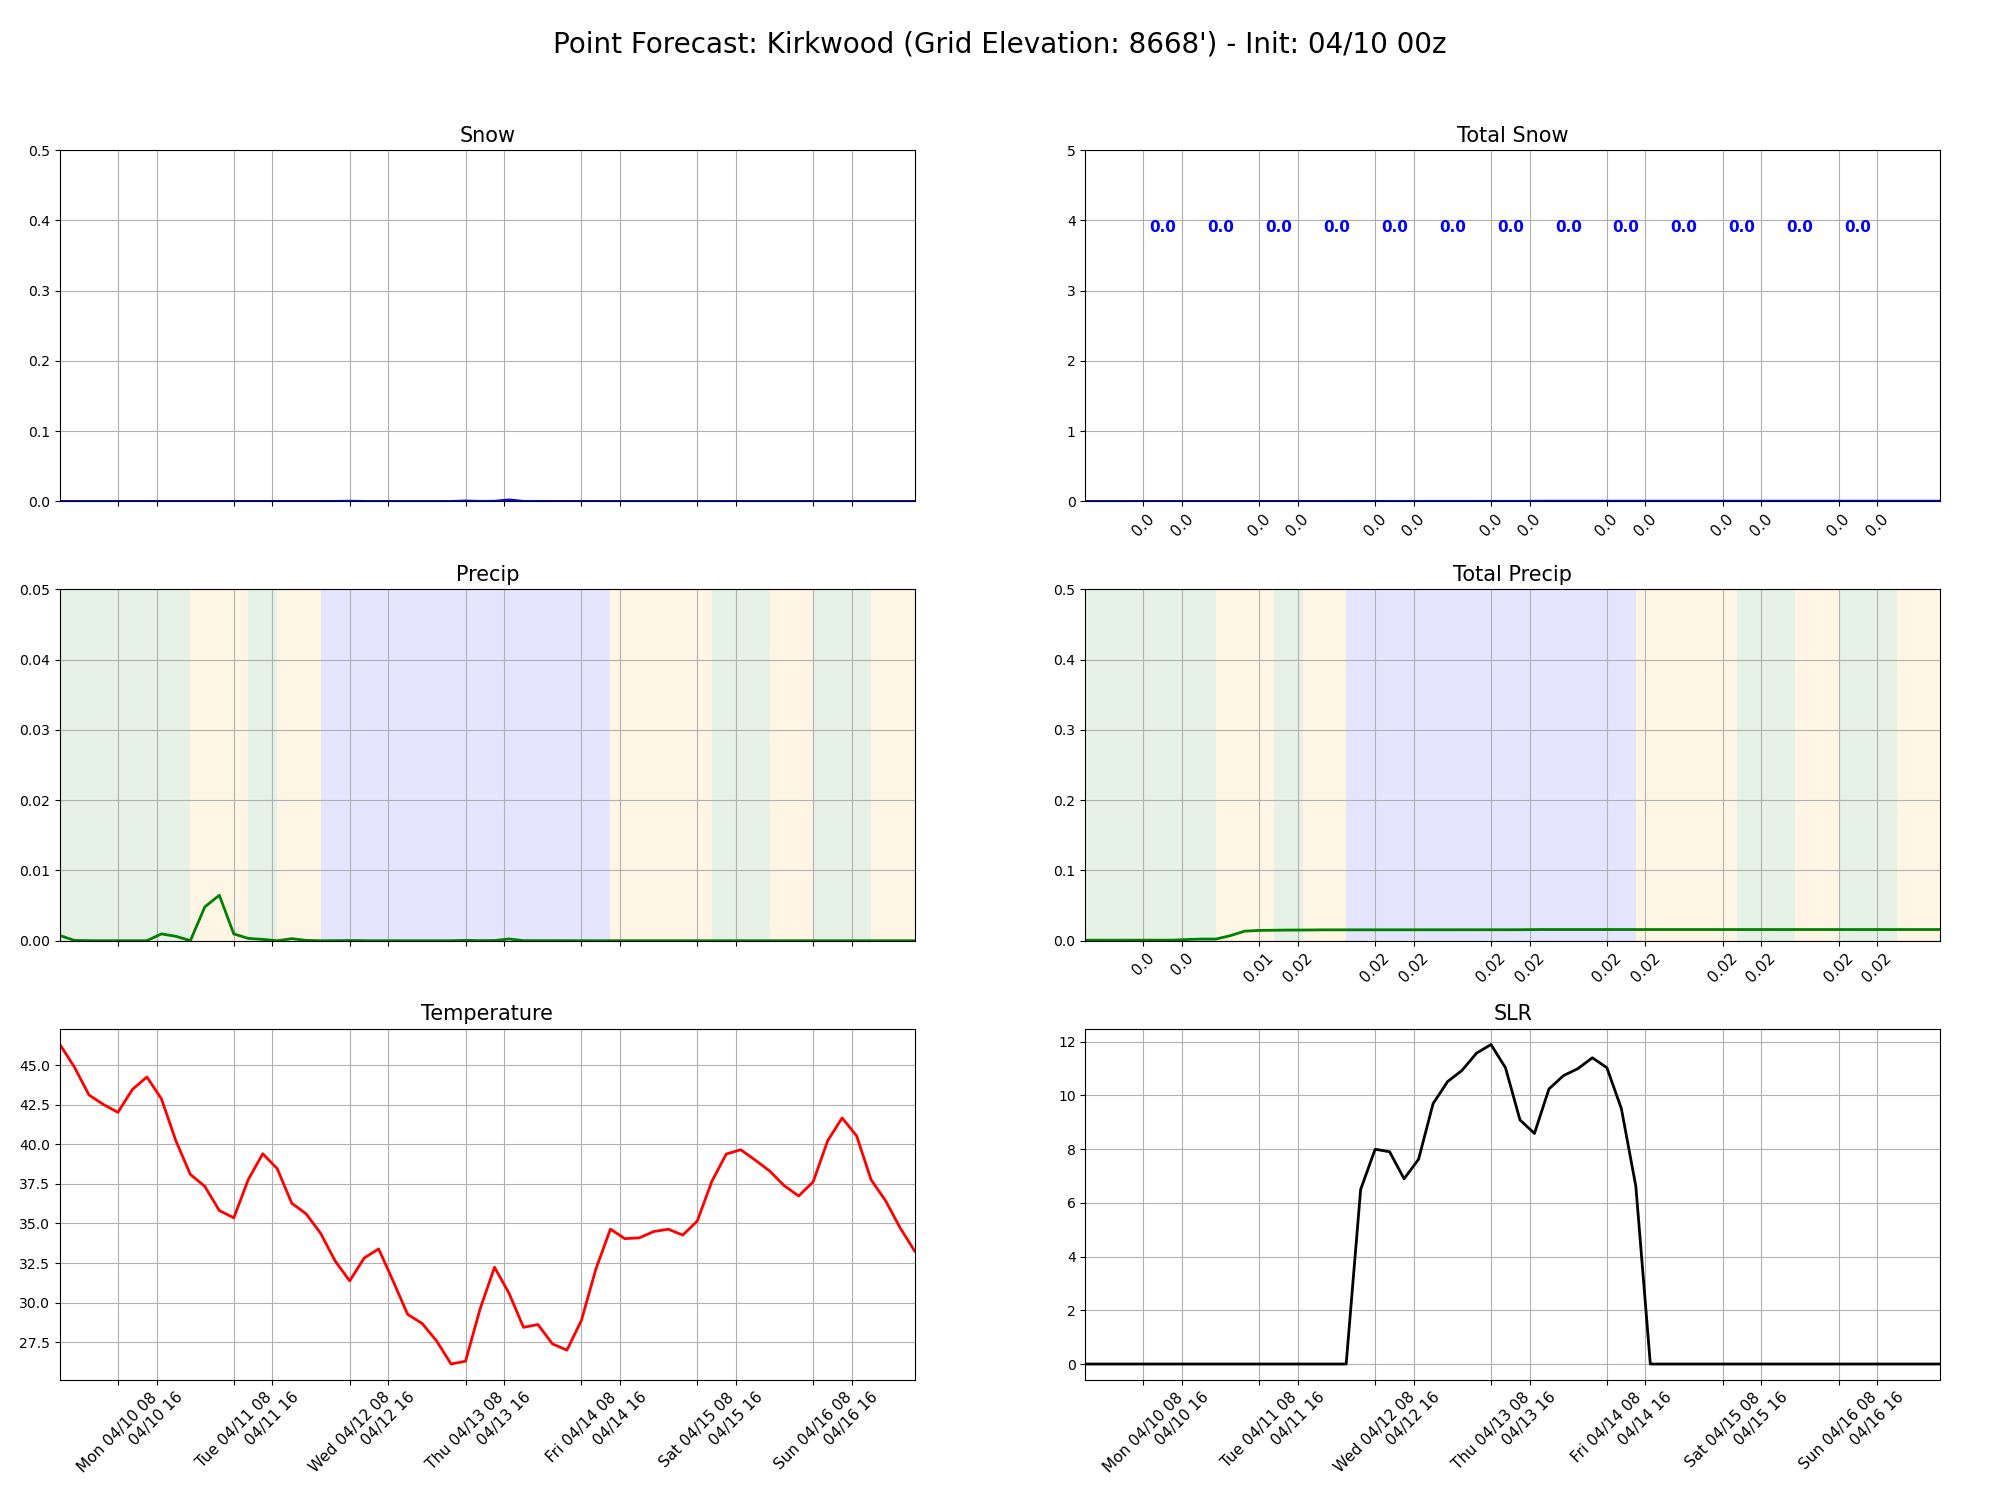 Point Forecast: Kirkwood (Grid Elevation: 8668') - Init: 04/10 00z
Snow
0.5
0.4
0.3
0.2
0.1
0.0
Total Snow
5
4
3
2
1
0
0.0 0.0 0.0 0.0 0.0 0.0 0.0 0.0 0.0 0.0 0.0 0.0 0.0
0.0 0.0 0.0 0.0 0.0 0.0 0.0 0.0 0.0 0.0 0.0 0.0 0.0 0.0
Precip
0.05
0.04
0.03
0.02
0.01
0.00
Total Precip
0.5
0.4
0.3
0.2
0.1
0.0
0.0 0.0 0.01 0.02 0.02 0.02 0.02 0.02 0.02 0.02 0.02 0.02 0.02 0.02
Temperature
45.0
42.5
40.0
37.5
35.0
32.5
30.0
27.5
Mon 04/10 08
04/10 16
Tue 04/11 08
04/11 16
Wed 04/12 08
04/12 16
Thu 04/13 08
04/13 16
Fri 04/14 08
04/14 16
Sat 04/15 08
04/15 16
Sun 04/16 08
04/16 16
SLR
12
10
8
6
4
2
0
Mon 04/10 08
04/10 16
Tue 04/11 08
04/11 16
Wed 04/12 08
04/12 16
Thu 04/13 08
04/13 16
Fri 04/14 08
04/14 16
Sat 04/15 08
04/15 16
Sun 04/16 08
04/16 16